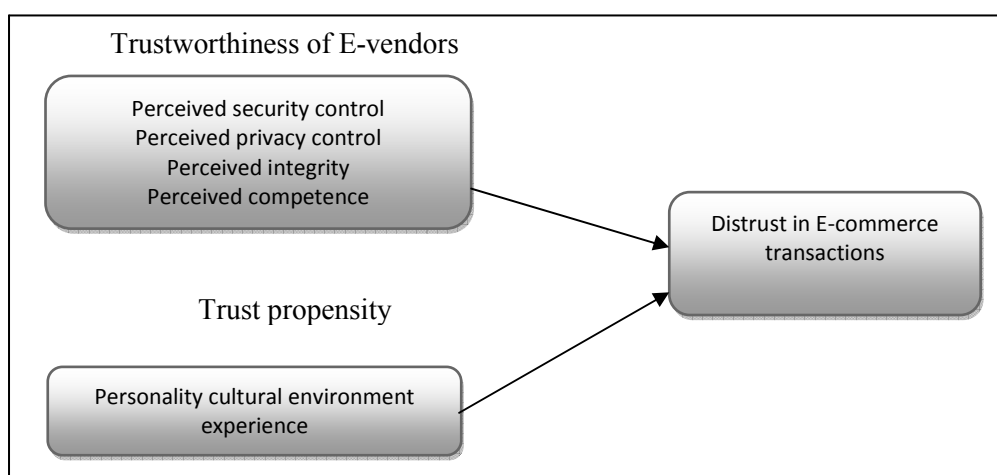 Trustworthiness of E-vendors
Perceived security control
Perceived privacy control
Perceived integrity
Perceived competence
Distrust in E-commerce
transactions
Trust propensity
Personality cultural environment
experience